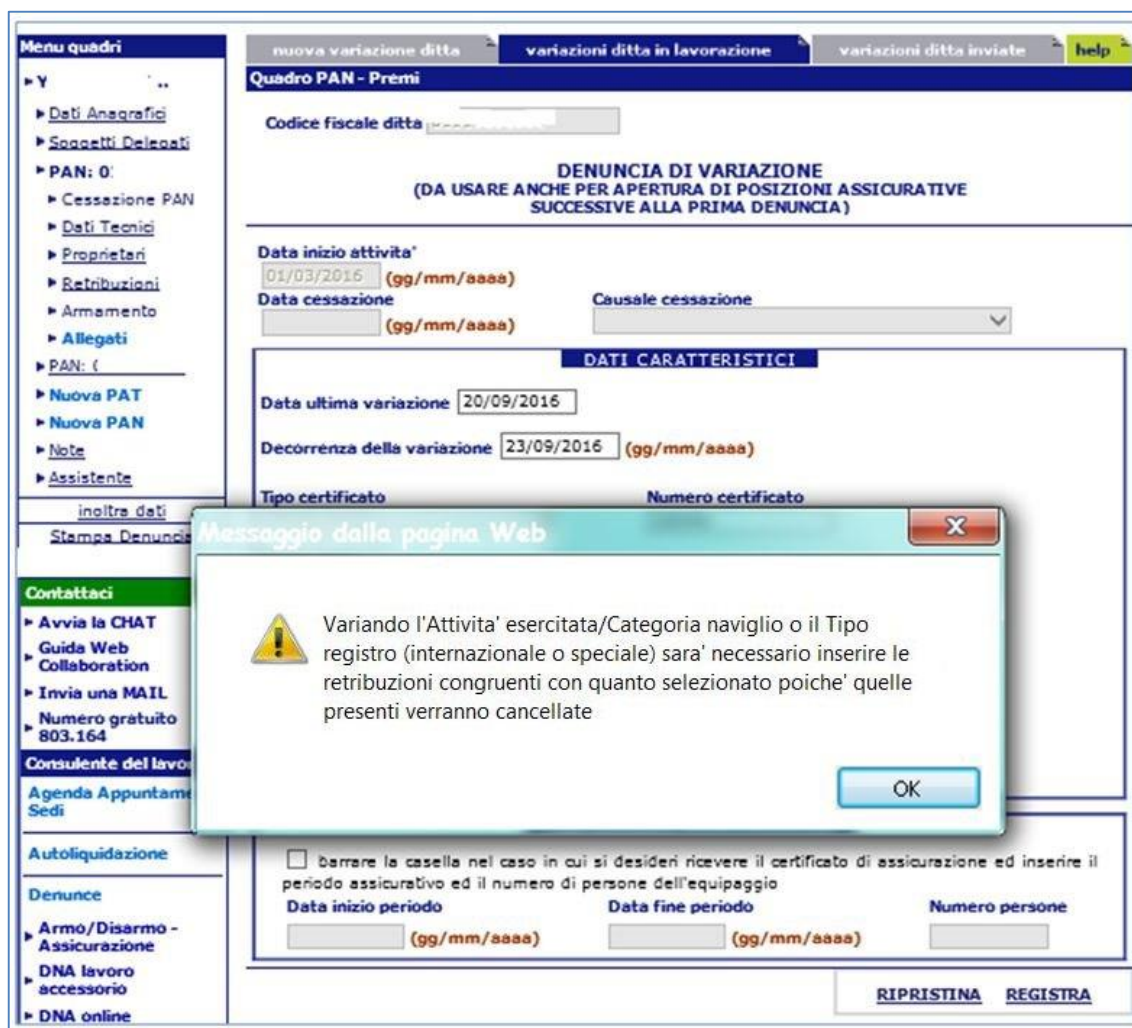 Menu quadri
Y
Dati Anagrafici
Soggetti Delegati
PAN: 0
Cessazione PAN
Dati Tecnici
Proprietari
Retribuzioni
Armamento
Allegati
PAN: (
Nuova PAT
Nuova PAN
Note
Assistente
inoltra dati
Stampa Denuncia
Contattaci
Avvia la CHAT
Guida Web
Collaboration
Invia una MAIL
Numero gratuito
803.164
Consulente del lavo
Agenda Appuntame
Sedi
Autoliquidazione
Denunce
Armo/Disarmo -
Assicurazione
DNA lavoro
accessorio
DNA online
nuova variazione ditta
variazioni ditta in lavorazione
variazioni ditta inviate
help
Quadro PAN - Premi
Codice fiscale ditta
DENUNCIA DI VARIAZIONE
(DA USARE ANCHE PER APERTURA DI POSIZIONI ASSICURATIVE
SUCCESSIVE ALLA PRIMA DENUNCIA)
Data inizio attivita'
01/03/2016 (gg/mm/aaaa)
Data cessazione Causale cessazione
(gg/mm/aaaa)
DATI CARATTERISTICI
Data ultima variazione 20/09/2016
Decorrenza della variazione 23/09/2016 (gg/mm/aaaa)
Tipo certificato Numero certificato
Messaggio dalla pagina Web
Variando l'Attivita' esercitata/Categoria naviglio o il Tipo
registro (internazionale o speciale) sara' necessario inserire le
retribuzioni congruenti con quanto selezionato poiche' quelle
presenti verranno cancellate
OK
barrare la casella nel caso in cui si desideri ricevere il certificato di assicurazione ed inserire il
periodo assicurativo ed il numero di persone dell'equipaggio
Data inizio periodo Data fine periodo Numero persone
(gg/mm/aaaa) (gg/mm/aaaa)
RIPRISTINA REGISTRA